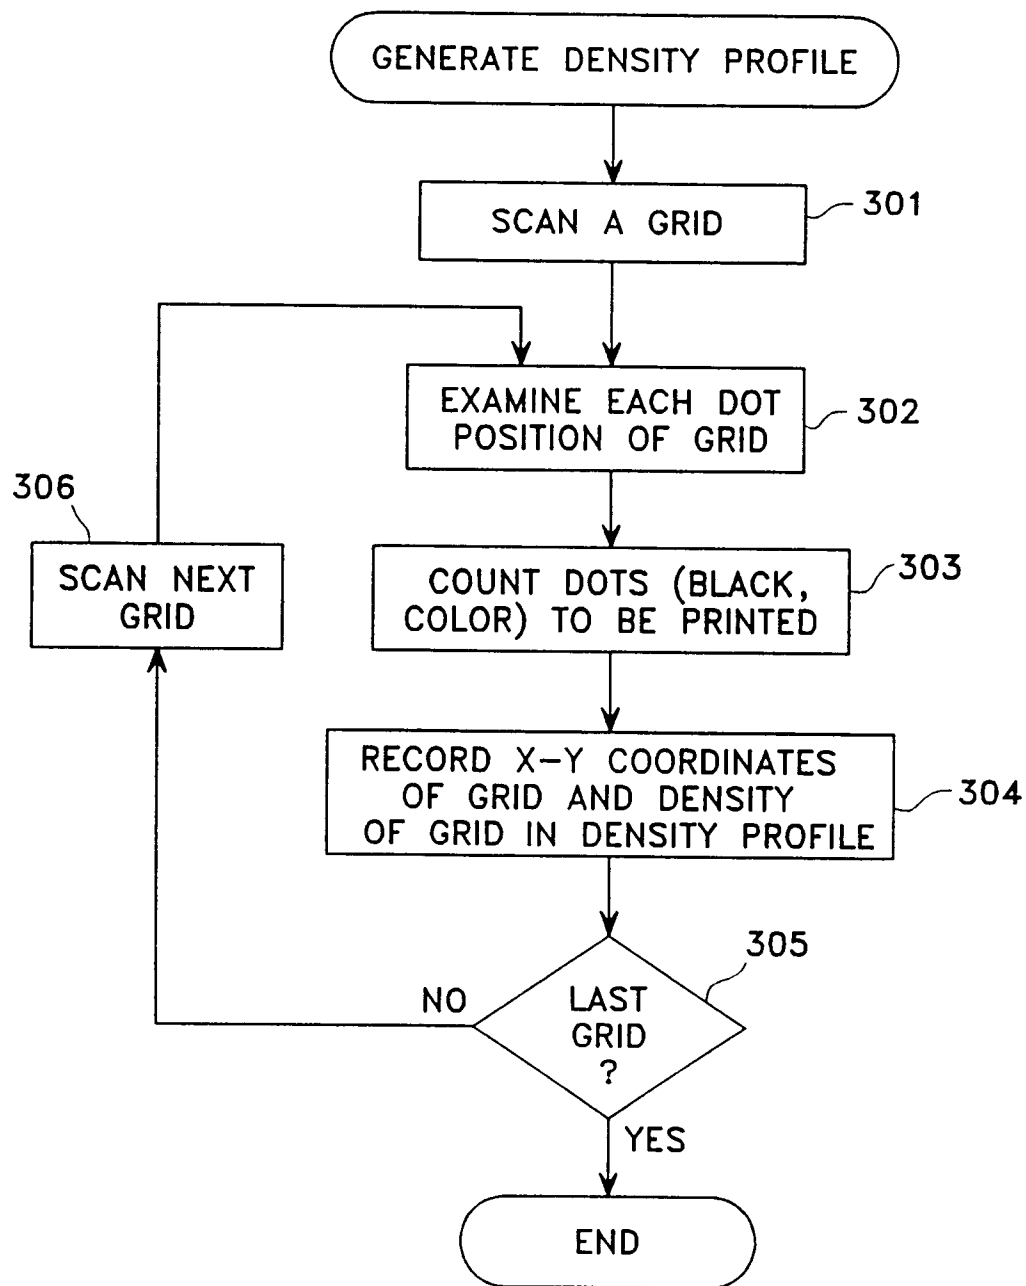 GENERATE DENSITY PROFILE
SCAN A GRID
301
EXAMINE EACH DOT
POSITION OF GRID
302
306
SCAN NEXT
GRID
COUNT DOTS (BLACK,
COLOR) TO BE PRINTED
303
RECORD X-Y COORDINATES
OF GRID AND DENSITY
OF GRID IN DENSITY PROFILE
304
305
NO
LAST
GRID
?
YES
END